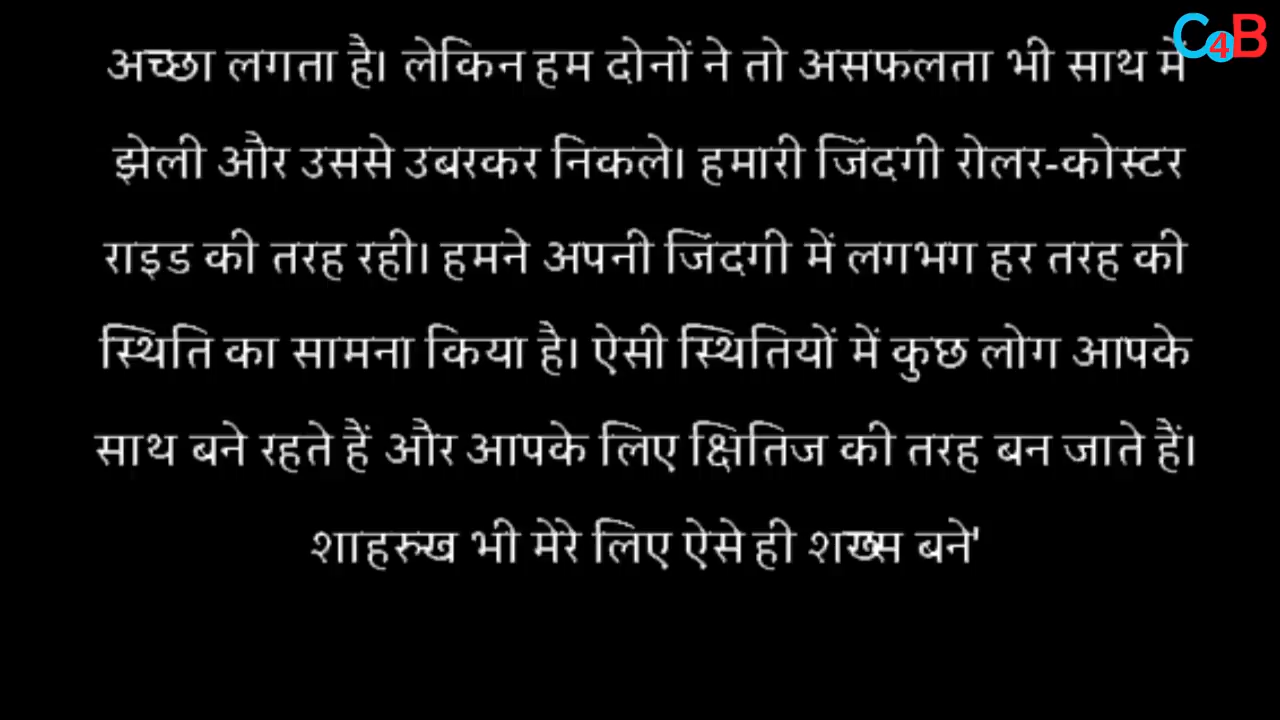 C4B
अच्छा लगता है। लेकिन हम दोनों ने तो असफलता भी साथ में
झेली और उससे उबरकर निकले। हमारी जिंदगी रोलर-कोस्टर
राइड की तरह रही। हमने अपनी जिंदगी में लगभग हर तरह की
स्थिति का सामना किया है। ऐसी स्थितियों में कुछ लोग आपके
साथ बने रहते हैं और आपके लिए क्षितिज की तरह बन जाते हैं।
शाहरुख भी मेरे लिए ऐसे ही शख्स बने'